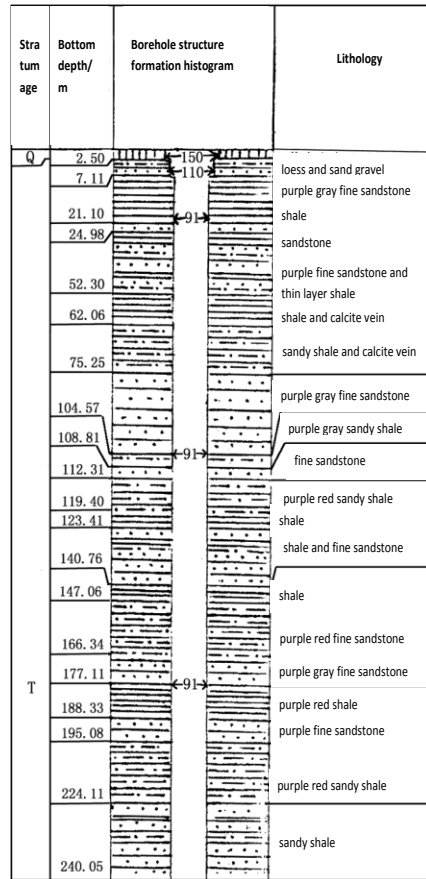 Stra
tum
age
Bottom
depth/
m
Borehole structure
formation histogram
Lithology
Q
2.50
150
7.11
110
loess and sand gravel
purple gray fine sandstone
21.10
91
shale
24.98
sandstone
purple fine sandstone and
thin layer shale
52.30
62.06
shale and calcite vein
sandy shale and calcite vein
75.25
purple gray fine sandstone
104.57
purple gray sandy shale
108.81
91
fine sandstone
112.31
purple red sandy shale
119.40
shale
123.41
shale and fine sandstone
140.76
shale
147.06
purple red fine sandstone
166.34
purple gray fine sandstone
177.11
T
91
purple red shale
188.33
purple fine sandstone
195.08
purple red sandy shale
224.11
sandy shale
240.05